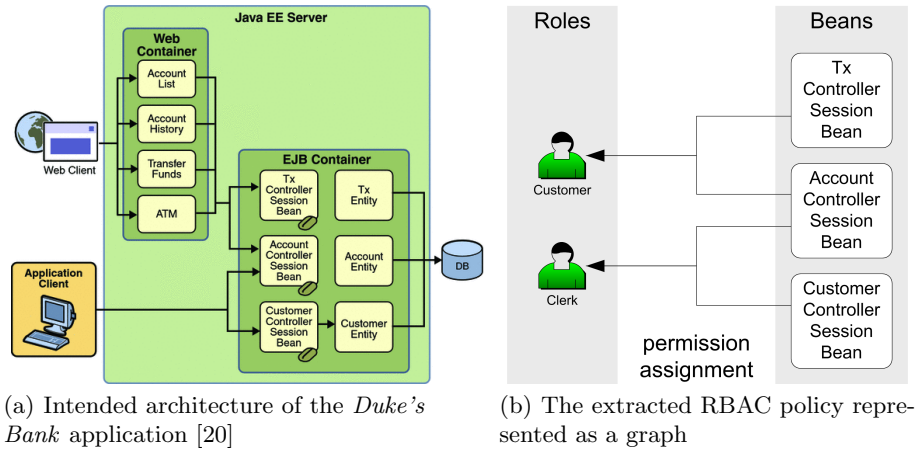 Java EE Server
Web
Container
Account
List
Account
History
Transfer
Funds
ATM
Web Client
EJB Container
Tx
Controller
Session
Bean
Tx
Entity
Account
Controller
Session
Bean
Account
Entity
Customer
Controller
Session
Bean
Customer
Entity
DB
Application
Client
(a) Intended architecture of the Duke's
Bank application [20]
Roles
Beans
Tx
Controller
Session
Bean
Customer
Account
Controller
Session
Bean
Clerk
Customer
Controller
Session
Bean
permission
assignment
(b) The extracted RBAC policy repre-
sented as a graph